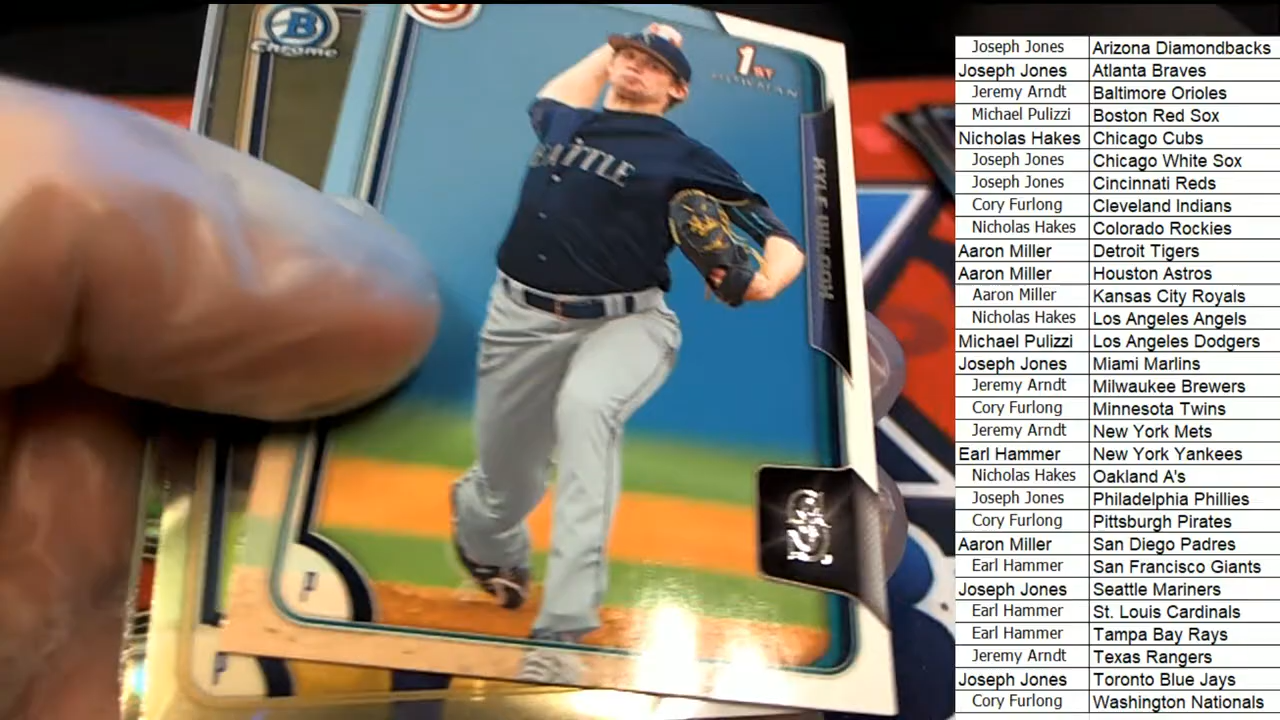 B
Chrome
1ST
SEATTLE
KYLE WILCOX
P
Joseph Jones Arizona Diamondbacks
Joseph Jones Atlanta Braves
Jeremy Arndt Baltimore Orioles
Michael Pulizzi Boston Red Sox
Nicholas Hakes Chicago Cubs
Joseph Jones Chicago White Sox
Joseph Jones Cincinnati Reds
Cory Furlong Cleveland Indians
Nicholas Hakes Colorado Rockies
Aaron Miller Detroit Tigers
Aaron Miller Houston Astros
Aaron Miller Kansas City Royals
Nicholas Hakes Los Angeles Angels
Michael Pulizzi Los Angeles Dodgers
Joseph Jones Miami Marlins
Jeremy Arndt Milwaukee Brewers
Cory Furlong Minnesota Twins
Jeremy Arndt New York Mets
Earl Hammer New York Yankees
Nicholas Hakes Oakland A's
Joseph Jones Philadelphia Phillies
Cory Furlong Pittsburgh Pirates
Aaron Miller San Diego Padres
Earl Hammer San Francisco Giants
Joseph Jones Seattle Mariners
Earl Hammer St. Louis Cardinals
Earl Hammer Tampa Bay Rays
Jeremy Arndt Texas Rangers
Joseph Jones Toronto Blue Jays
Cory Furlong Washington Nationals